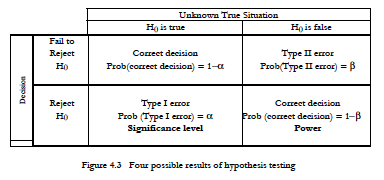 Unknown True Situation
H0 is true H0 is false
Fail to
Reject
H0
Correct decision
Prob(correct decision) = 1–α
Type II error
Prob(Type II error) = β
Decision
Reject
H0
Type I error
Prob (Type I error) = α
Significance level
Correct decision
Prob (correct decision) = 1–β
Power
Figure 4.3 Four possible results of hypothesis testing